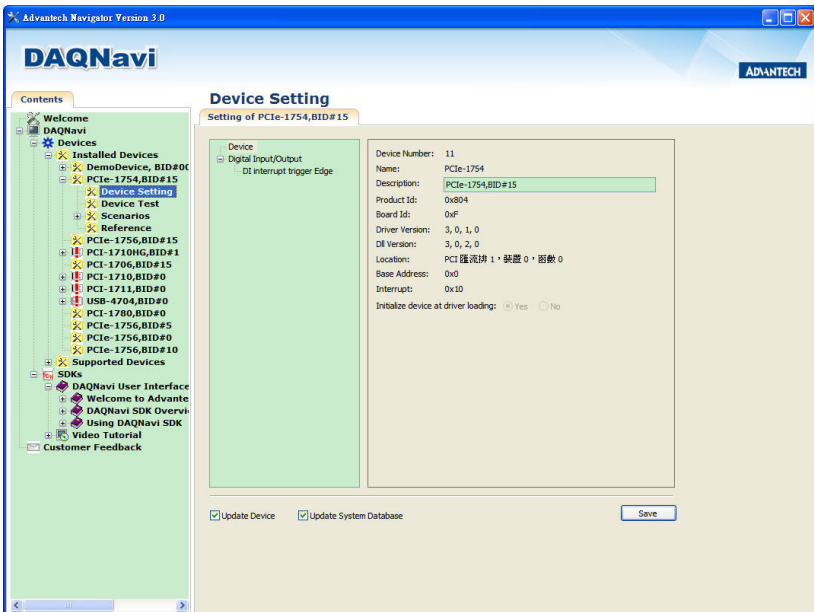 Advantech Navigator Version 3.0
DAQNavi
ADVANTECH
Contents
Welcome
DAQNavi
Devices
Installed Devices
DemoDevice, BID#0(
PCIe-1754,BID#15
Device Setting
Device Test
Scenarios
Reference
PCIe-1756,BID#15
PCI-1710HG,BID#1
PCI-1706,BID#15
PCI-1710,BID#0
PCI-1711,BID#0
USB-4704,BID#0
PCI-1780,BID#0
PCIe-1756,BID#5
PCIe-1756,BID#0
PCIe-1756,BID#10
Supported Devices
SDKs
DAQNavi User Interface
Welcome to Advante
DAQNavi SDK Overvi
Using DAQNavi SDK
Video Tutorial
Customer Feedback
Device Setting
Setting of PCIe-1754,BID#15
Device
Digital Input/Output
DI interrupt trigger Edge
Device Number: 11
Name: PCIe-1754
Description: PCIe-1754,BID#15
Product Id: 0x804
Board Id: 0xF
Driver Version: 3, 0, 1, 0
Dll Version: 3, 0, 2, 0
Location: PCI 匯流排 1，裝置 0，函數 0
Base Address: 0x0
Interrupt: 0x10
Initialize device at driver loading: Yes No
Update Device Update System Database Save